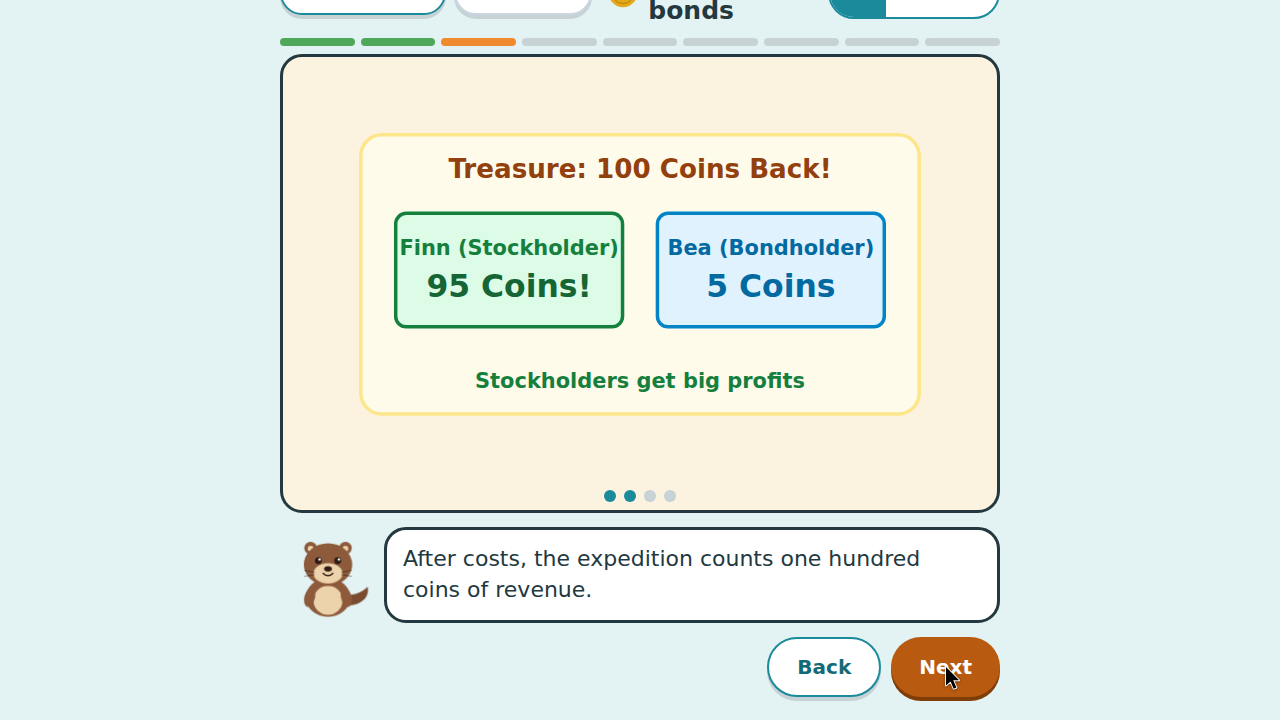 bonds
Treasure: 100 Coins Back!
Finn (Stockholder)
95 Coins!
Bea (Bondholder)
5 Coins
Stockholders get big profits
After costs, the expedition counts one hundred
coins of revenue.
Back
Next